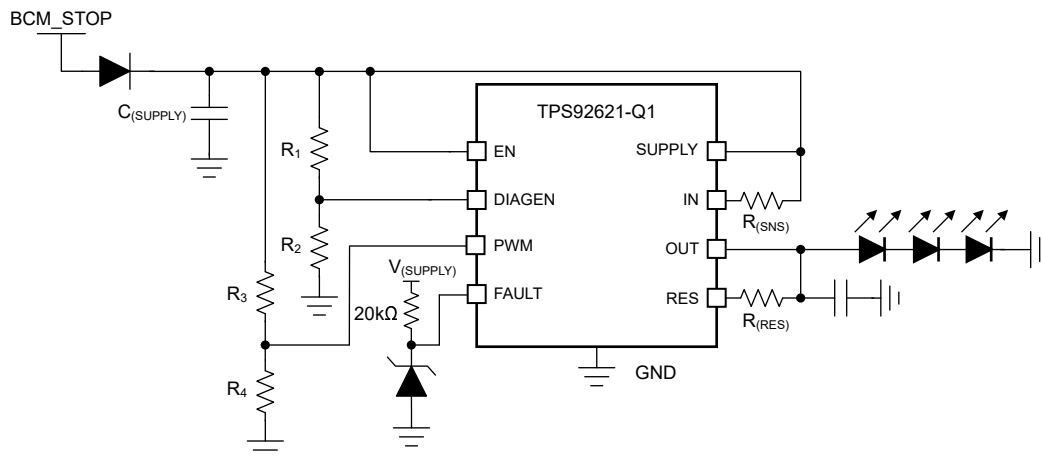 BCM_STOP
TPS92621-Q1
C(SUPPLY)
R1
EN
SUPPLY
DIAGEN
IN
R(SNS)
R2
PWM
OUT
V(SUPPLY)
FAULT
RES
R3
20kΩ
R(RES)
GND
R4